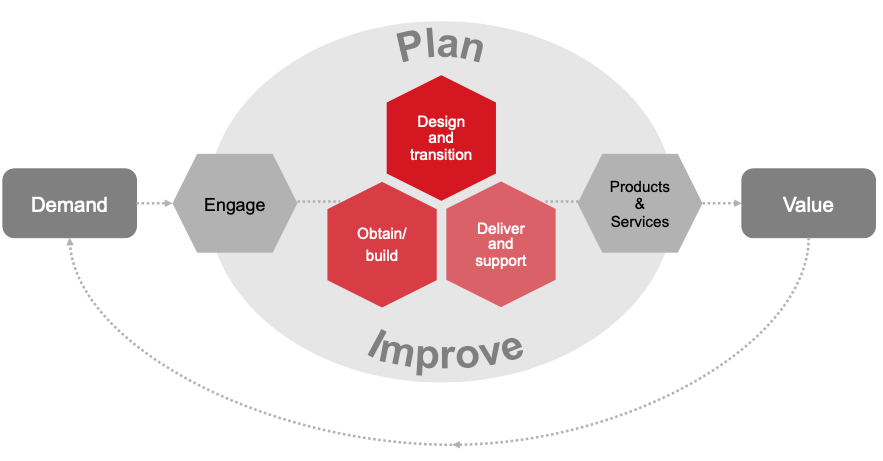 Plan
Design
and
transition
Demand
Engage
Products
&
Services
Value
Obtain/
build
Deliver
and
support
Improve